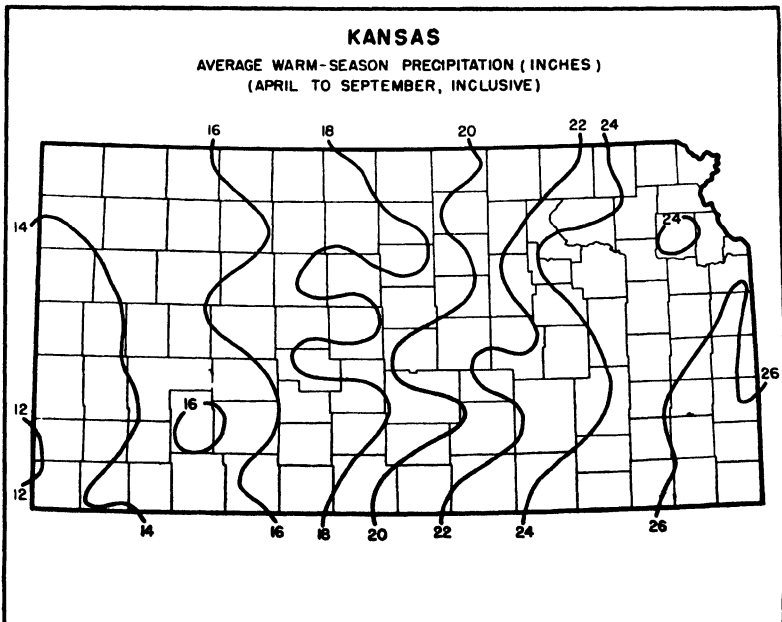 KANSAS
AVERAGE WARM-SEASON PRECIPITATION (INCHES)
(APRIL TO SEPTEMBER, INCLUSIVE)
16 18 20 22 24
14
24
26
12
16
12
14 16 18 20 22 24 26